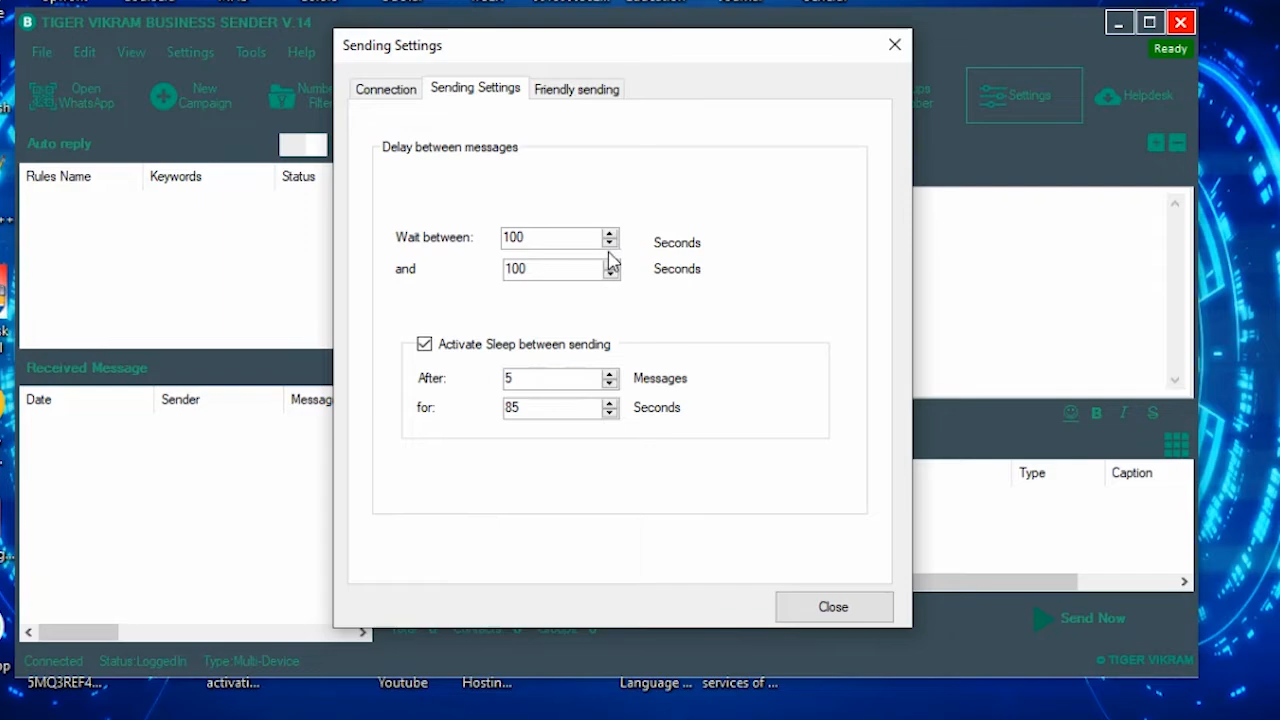 TIGER VIKRAM BUSINESS SENDER V.14
Sending Settings
Ready
File Edit View Settings Tools Help
Connection Sending Settings Friendly sending
Open WhatsApp
New Campaign
Settings
Helpdesk
Auto reply
Rules Name Keywords Status
Delay between messages
Wait between: 100 Seconds
and 100 Seconds
Activate Sleep between sending
After: 5 Messages
for: 85 Seconds
Received Message
Date Sender Messag
B I S
Type Caption
Close
Send Now
Connected Status:LoggedIn Type:Multi-Device
© TIGER VIKRAM
5MQ3REF4... activati... Youtube Hostin... Language ... services of ...